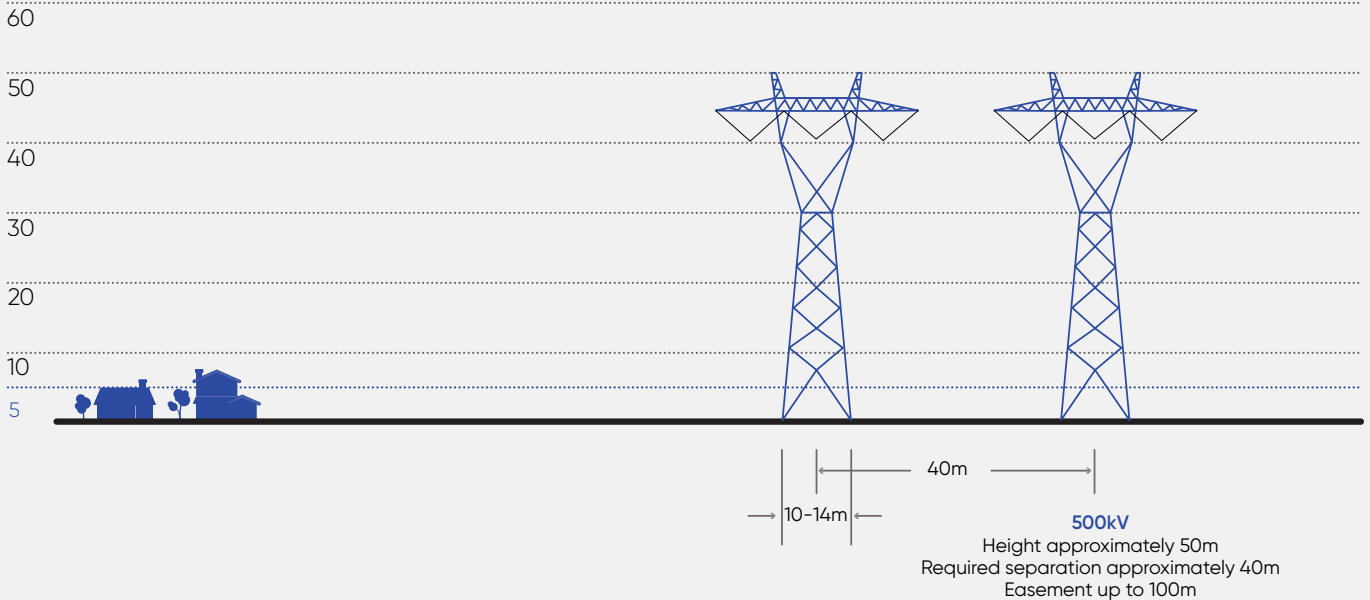 60
50
40
30
20
10
5
40m
10-14m
500kV
Height approximately 50m
Required separation approximately 40m
Easement up to 100m